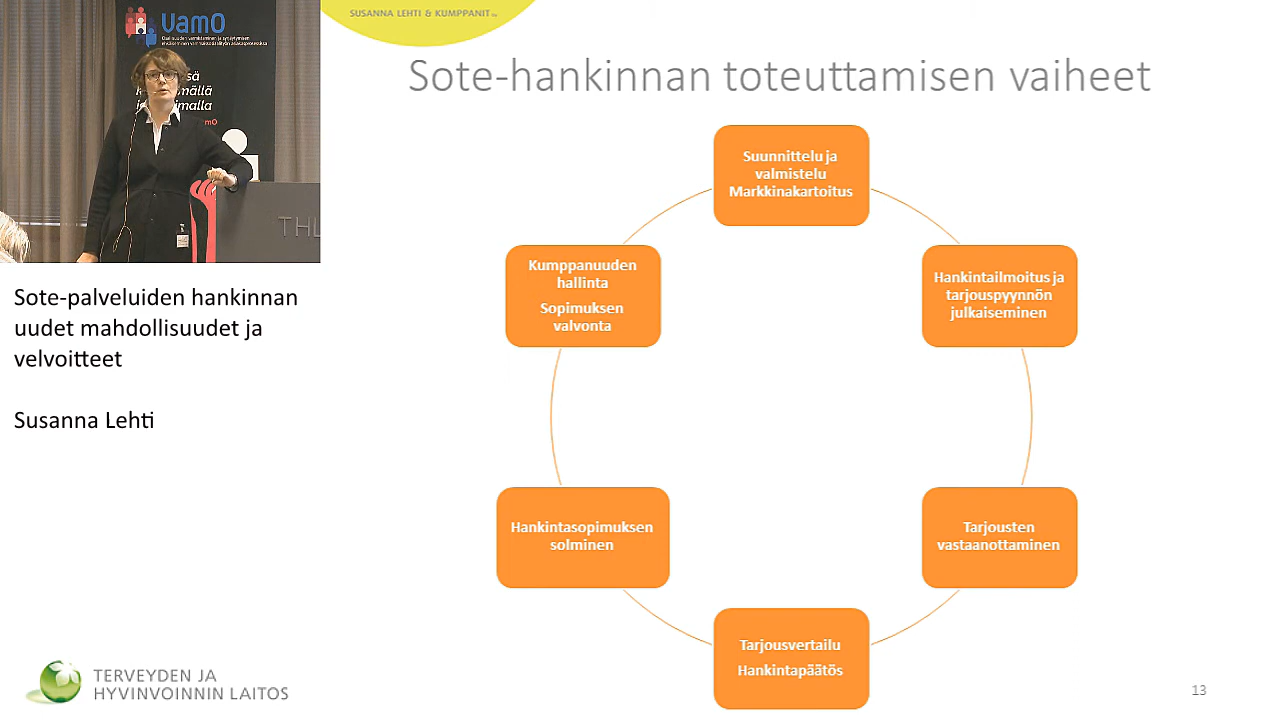 SUSANNA LEHTI & KUMPPANIT
VamO
THL
Sote-palveluiden hankinnan
uudet mahdollisuudet ja
velvoitteet
Susanna Lehti
TERVEYDEN JA
HYVINVOINNIN LAITOS
Sote-hankinnan toteuttamisen vaiheet
Suunnittelu ja
valmistelu
Markkinakartoitus
Hankintailmoitus ja
tarjouspyynnön
julkaiseminen
Tarjousten
vastaanottaminen
Tarjousvertailu
Hankintapäätös
Hankintasopimuksen
solminen
Kumppanuuden
hallinta
Sopimuksen
valvonta
13